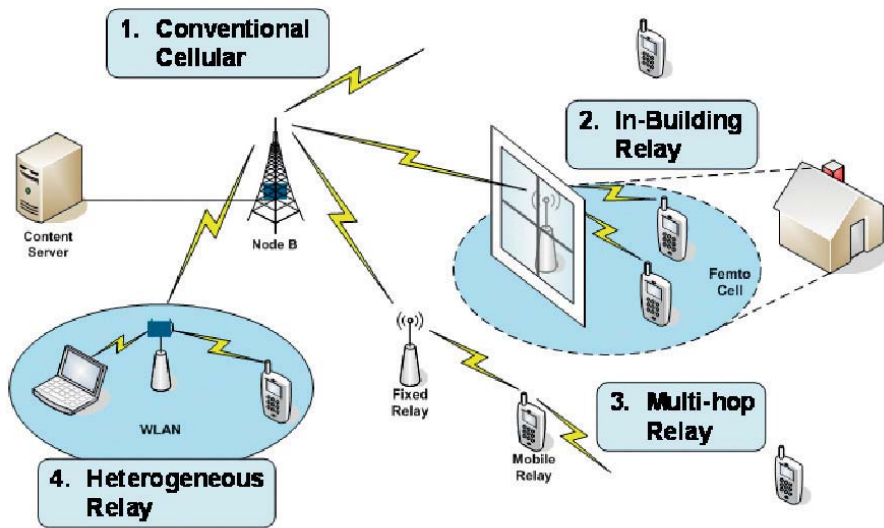 1. Conventional
Cellular
2. In-Building
Relay
Content
Server
Node B
Femto
Cell
Fixed
Relay
WLAN
Mobile
Relay
3. Multi-hop
Relay
4. Heterogeneous
Relay